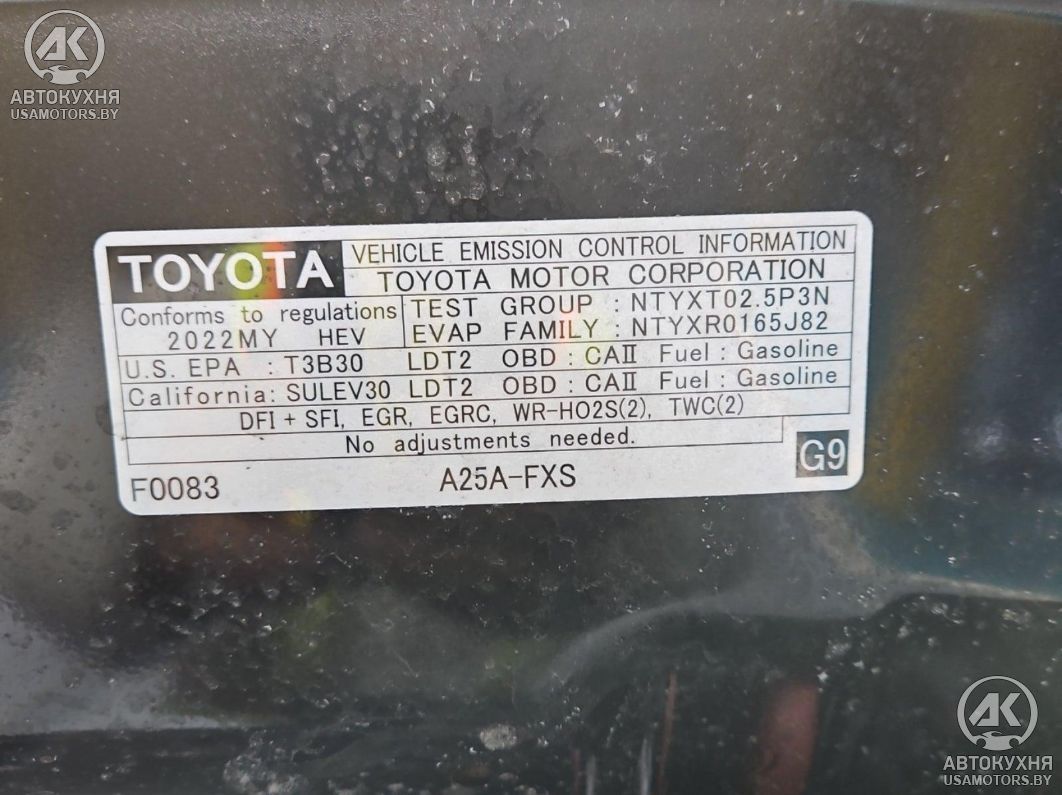 АК
АВТОКУХНЯ
USAMOTORS.BY
TOYOTA
VEHICLE EMISSION CONTROL INFORMATION
TOYOTA MOTOR CORPORATION
Conforms to regulations
2022MY HEV
TEST GROUP : NTYXT02.5P3N
EVAP FAMILY : NTYXR0165J82
U.S. EPA : T3B30 LDT2 OBD : CAII Fuel : Gasoline
California: SULEV30 LDT2 OBD : CAII Fuel : Gasoline
DFI + SFI, EGR, EGRC, WR-HO2S(2), TWC(2)
No adjustments needed.
F0083
A25A-FXS
G9
АК
АВТОКУХНЯ
USAMOTORS.BY